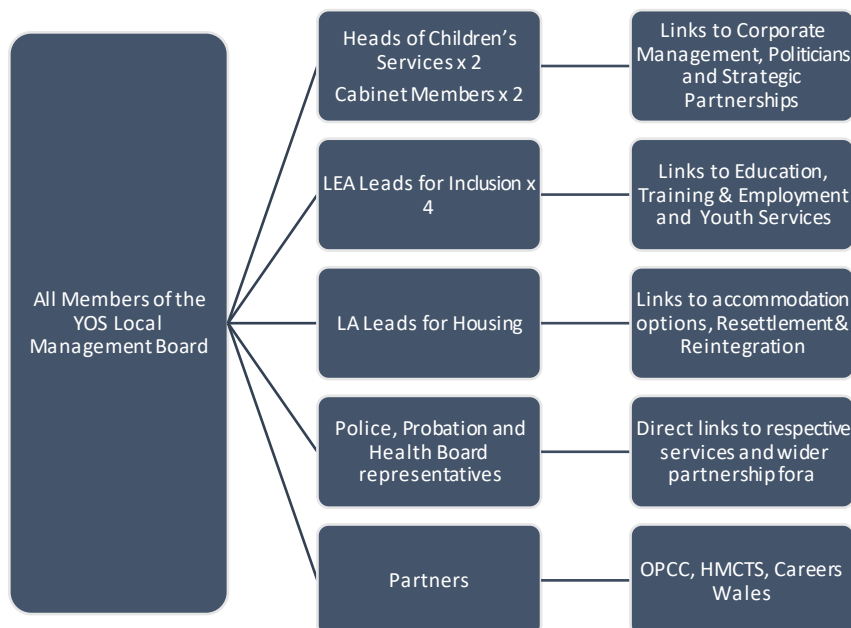 All Members of the
YOS Local
Management Board
Heads of Children’s
Services x 2
Cabinet Members x 2
Links to Corporate
Management, Politicians
and Strategic
Partnerships
LEA Leads for Inclusion x
4
Links to Education,
Training & Employment
and Youth Services
LA Leads for Housing
Links to accommodation
options, Resettlement &
Reintegration
Police, Probation and
Health Board
representatives
Direct links to respective
services and wider
partnership fora
Partners
OPCC, HMCTS, Careers
Wales